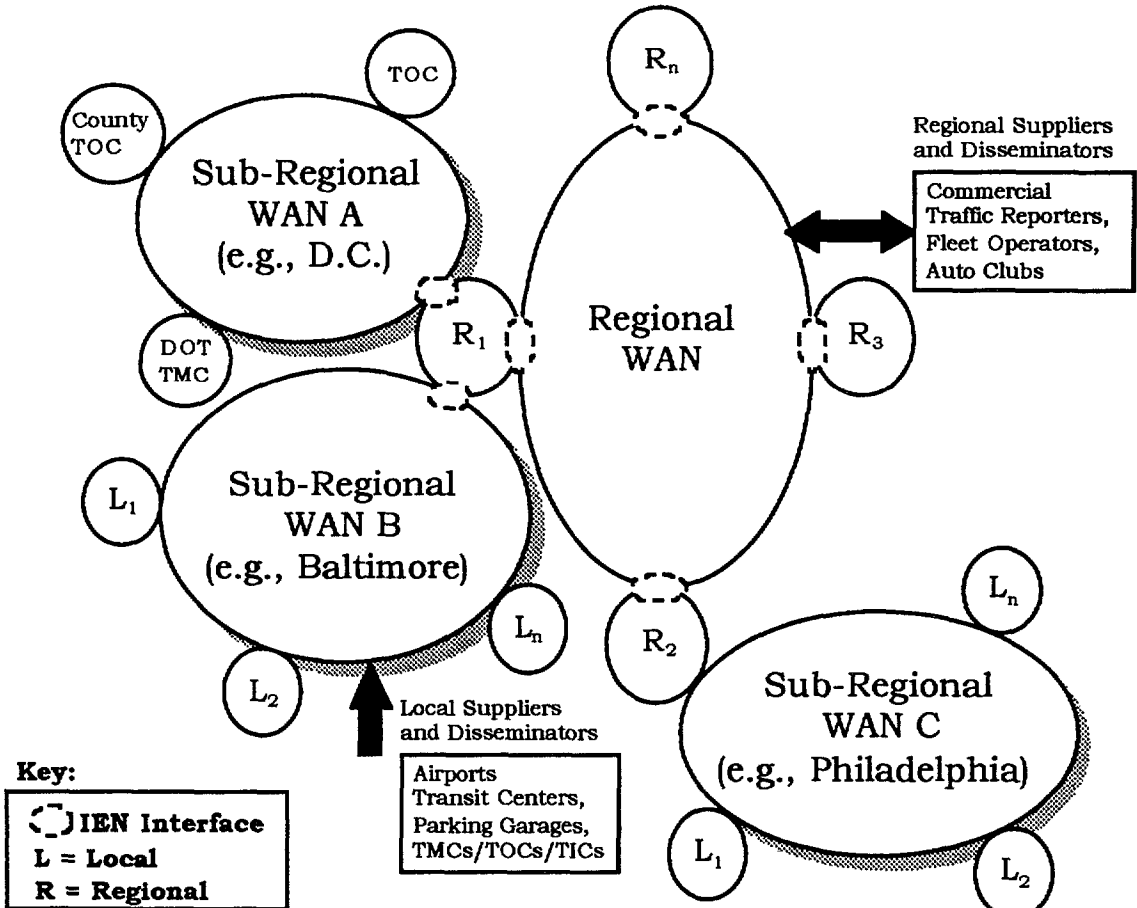 TOC
County
TOC
Sub-Regional
WAN A
(e.g., D.C.)
DOT
TMC
R₁
Rₙ
Regional
WAN
R₃
R₂
Regional Suppliers
and Disseminators
Commercial
Traffic Reporters,
Fleet Operators,
Auto Clubs
Sub-Regional
WAN B
(e.g., Baltimore)
L₁
L₂
Lₙ
Local Suppliers
and Disseminators
Airports
Transit Centers,
Parking Garages,
TMCs/TOCs/TICs
Sub-Regional
WAN C
(e.g., Philadelphia)
Lₙ
L₁
L₂
Key:
IEN Interface
L = Local
R = Regional